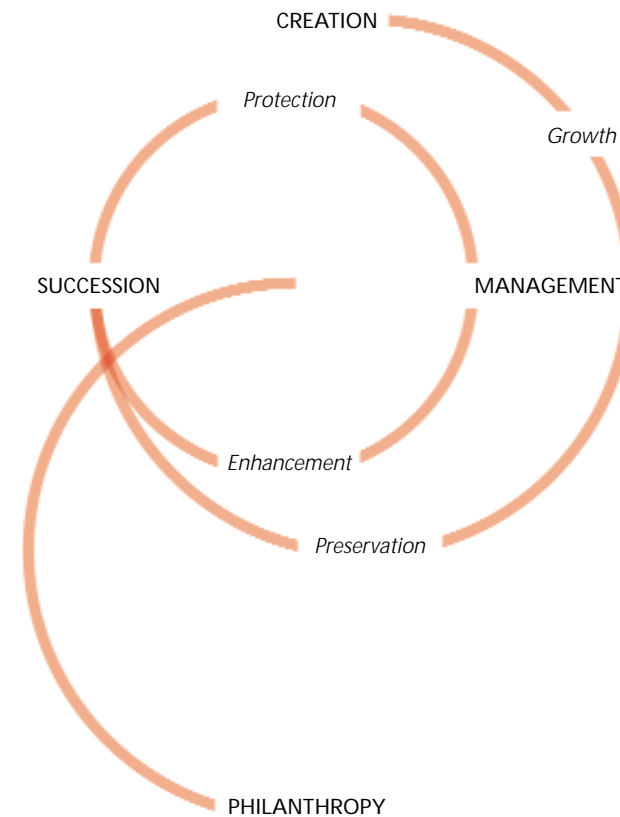 CREATION
Protection
Growth
SUCCESSION
MANAGEMENT
Enhancement
Preservation
PHILANTHROPY